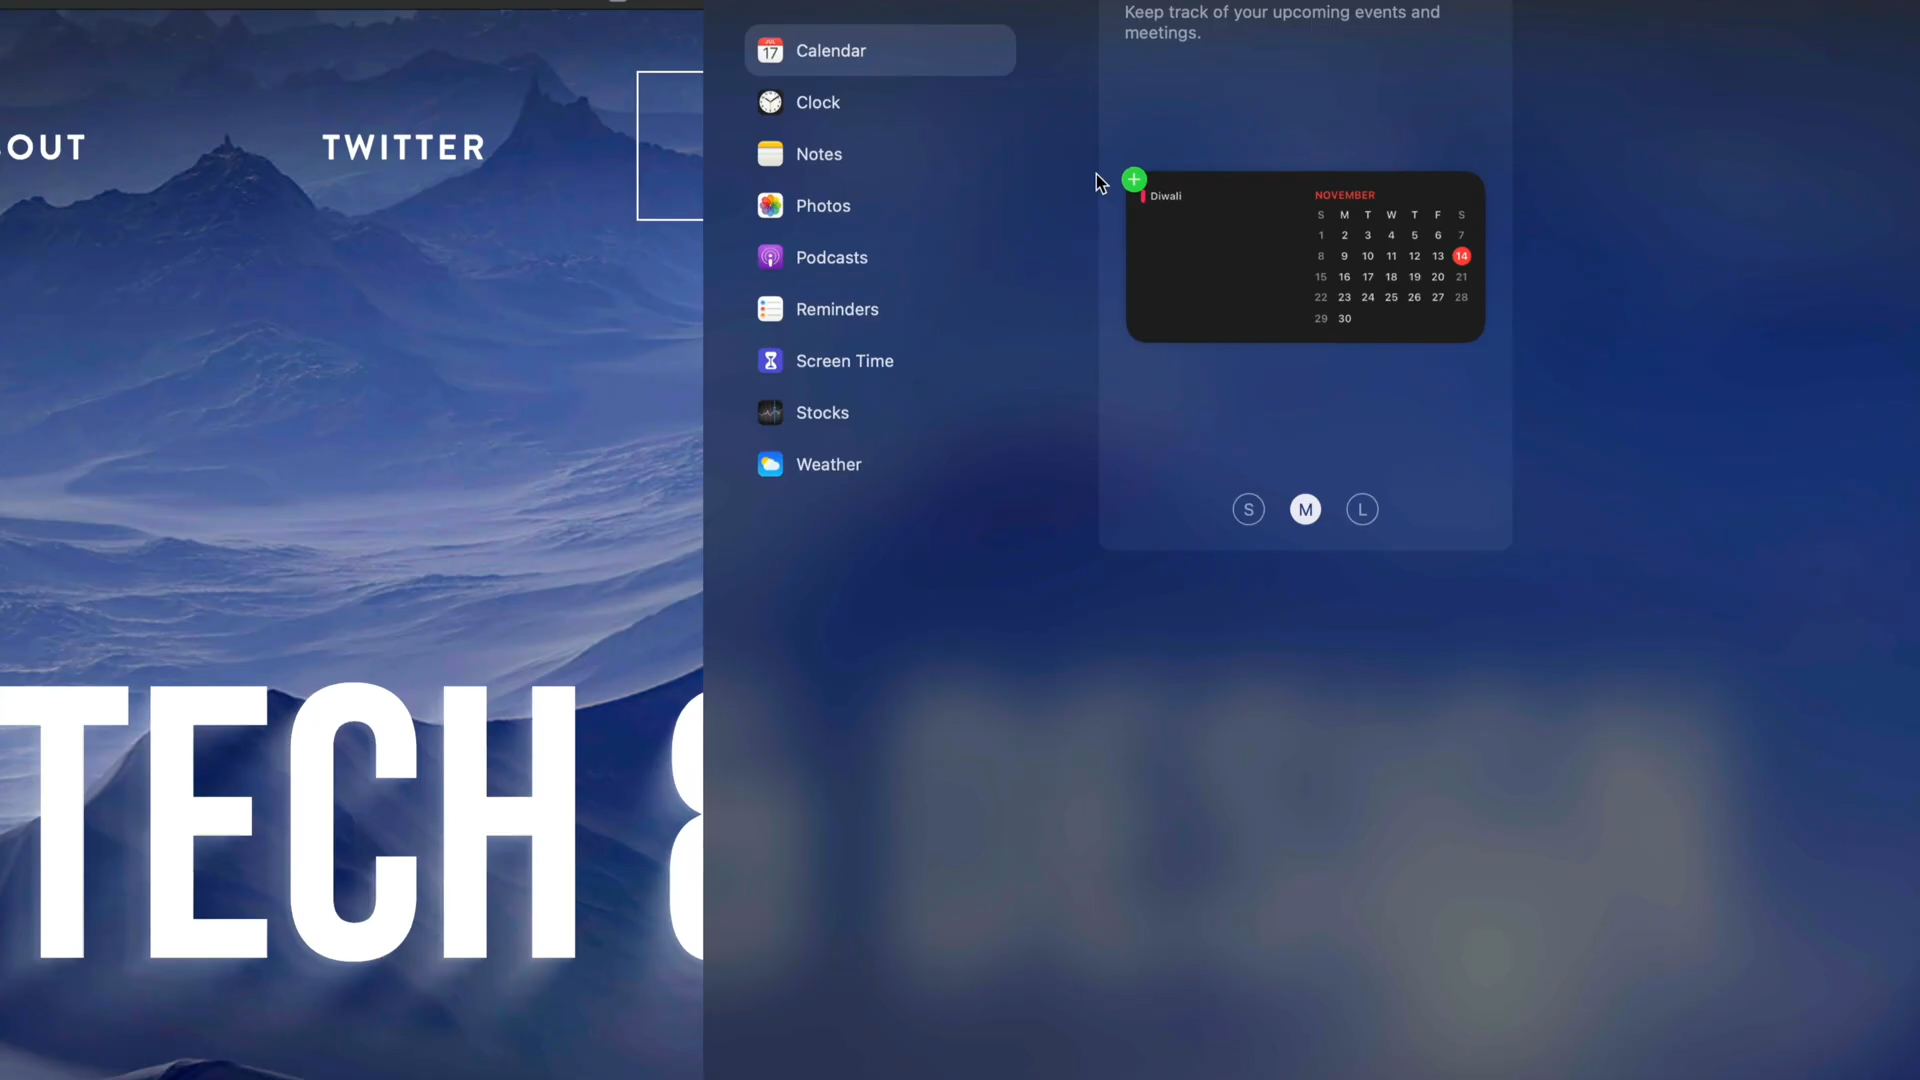 OUT
TWITTER
TECH &
JUL
17
Calendar
Clock
Notes
Photos
Podcasts
Reminders
Screen Time
Stocks
Weather
Keep track of your upcoming events and
meetings.
Diwali
NOVEMBER
S M T W T F S
1 2 3 4 5 6 7
8 9 10 11 12 13 14
15 16 17 18 19 20 21
22 23 24 25 26 27 28
29 30
S M L